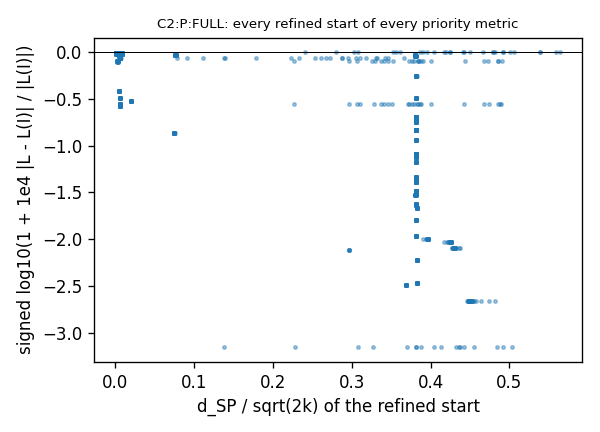 C2:P:FULL: every refined start of every priority metric
signed log10(1 + 1e4 |L - L(I)| / |L(I)|)
0.0
−0.5
−1.0
−1.5
−2.0
−2.5
−3.0
0.0 0.1 0.2 0.3 0.4 0.5
d_SP / sqrt(2k) of the refined start